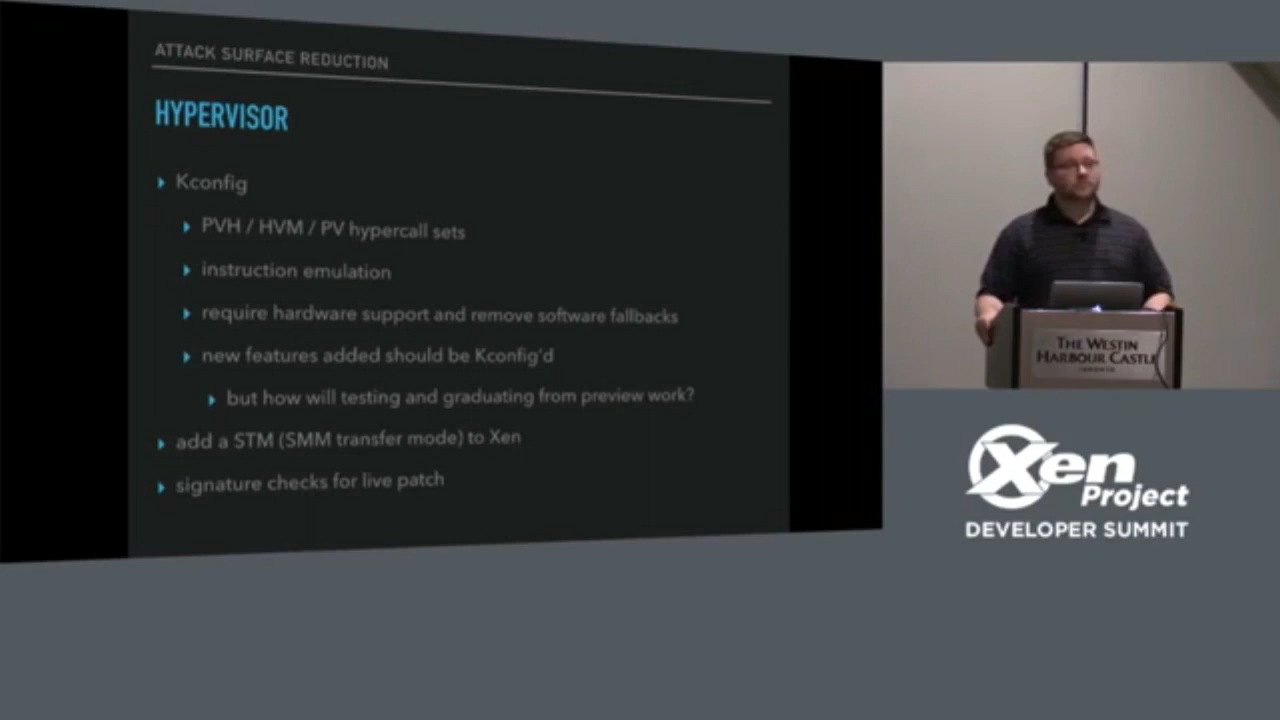 ATTACK SURFACE REDUCTION
HYPERVISOR
Kconfig
PVH / HVM / PV hypercall sets
instruction emulation
require hardware support and remove software fallbacks
new features added should be Kconfig'd
but how will testing and graduating from preview work?
add a STM (SMM transfer mode) to Xen
signature checks for live patch
THE WESTIN
HARBOUR CASTLE
TORONTO
Xen
Project
DEVELOPER SUMMIT